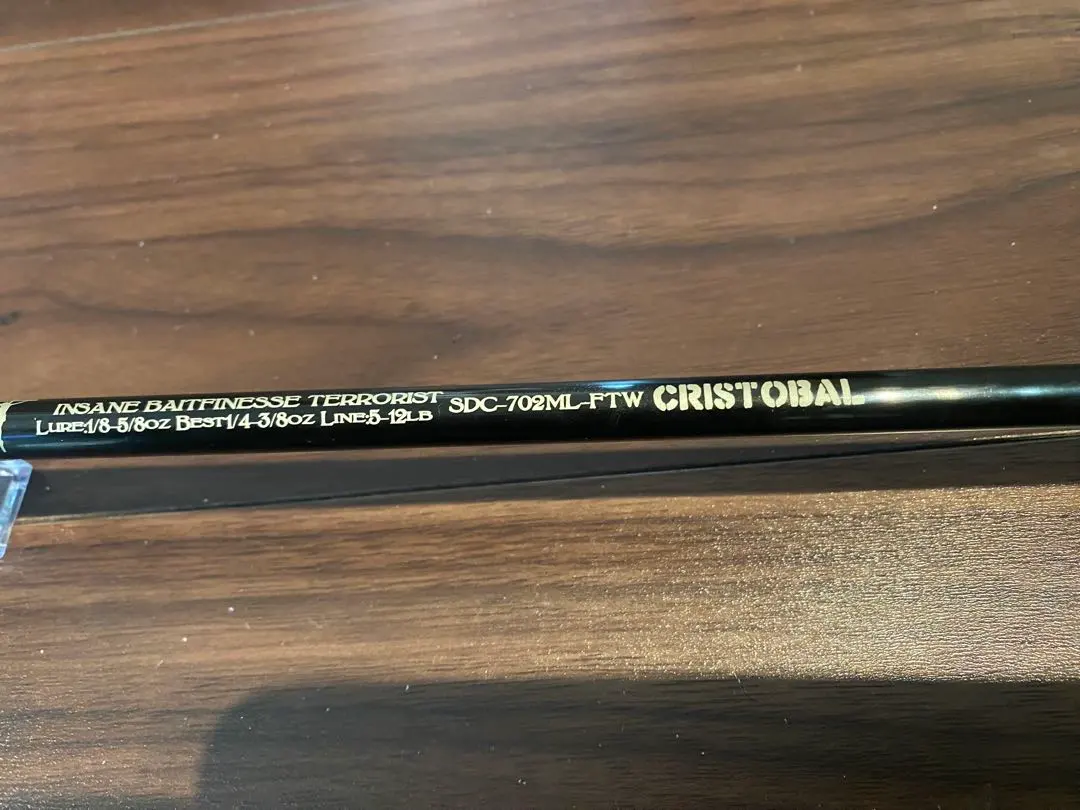 INSANE BAITFINESSE TERRORIST
LURE:1/8-5/8OZ BEST1/4-3/8OZ LINE:5-12LB
SDC-702ML-FTW
CRISTOBAL